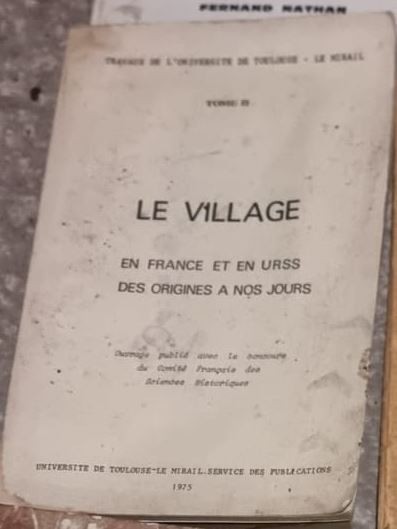 FERNAND NATHAN
TRAVAUX DE L'UNIVERSITE DE TOULOUSE - LE MIRAIL
TOME
LE VILLAGE
EN FRANCE ET EN URSS
DES ORIGINES A NOS JOURS
Ouvrage publié avec le concours
du Comité Français des
Sciences Historiques
UNIVERSITE DE TOULOUSE-LE MIRAIL.SERVICE DES PUBLICATIONS
1975